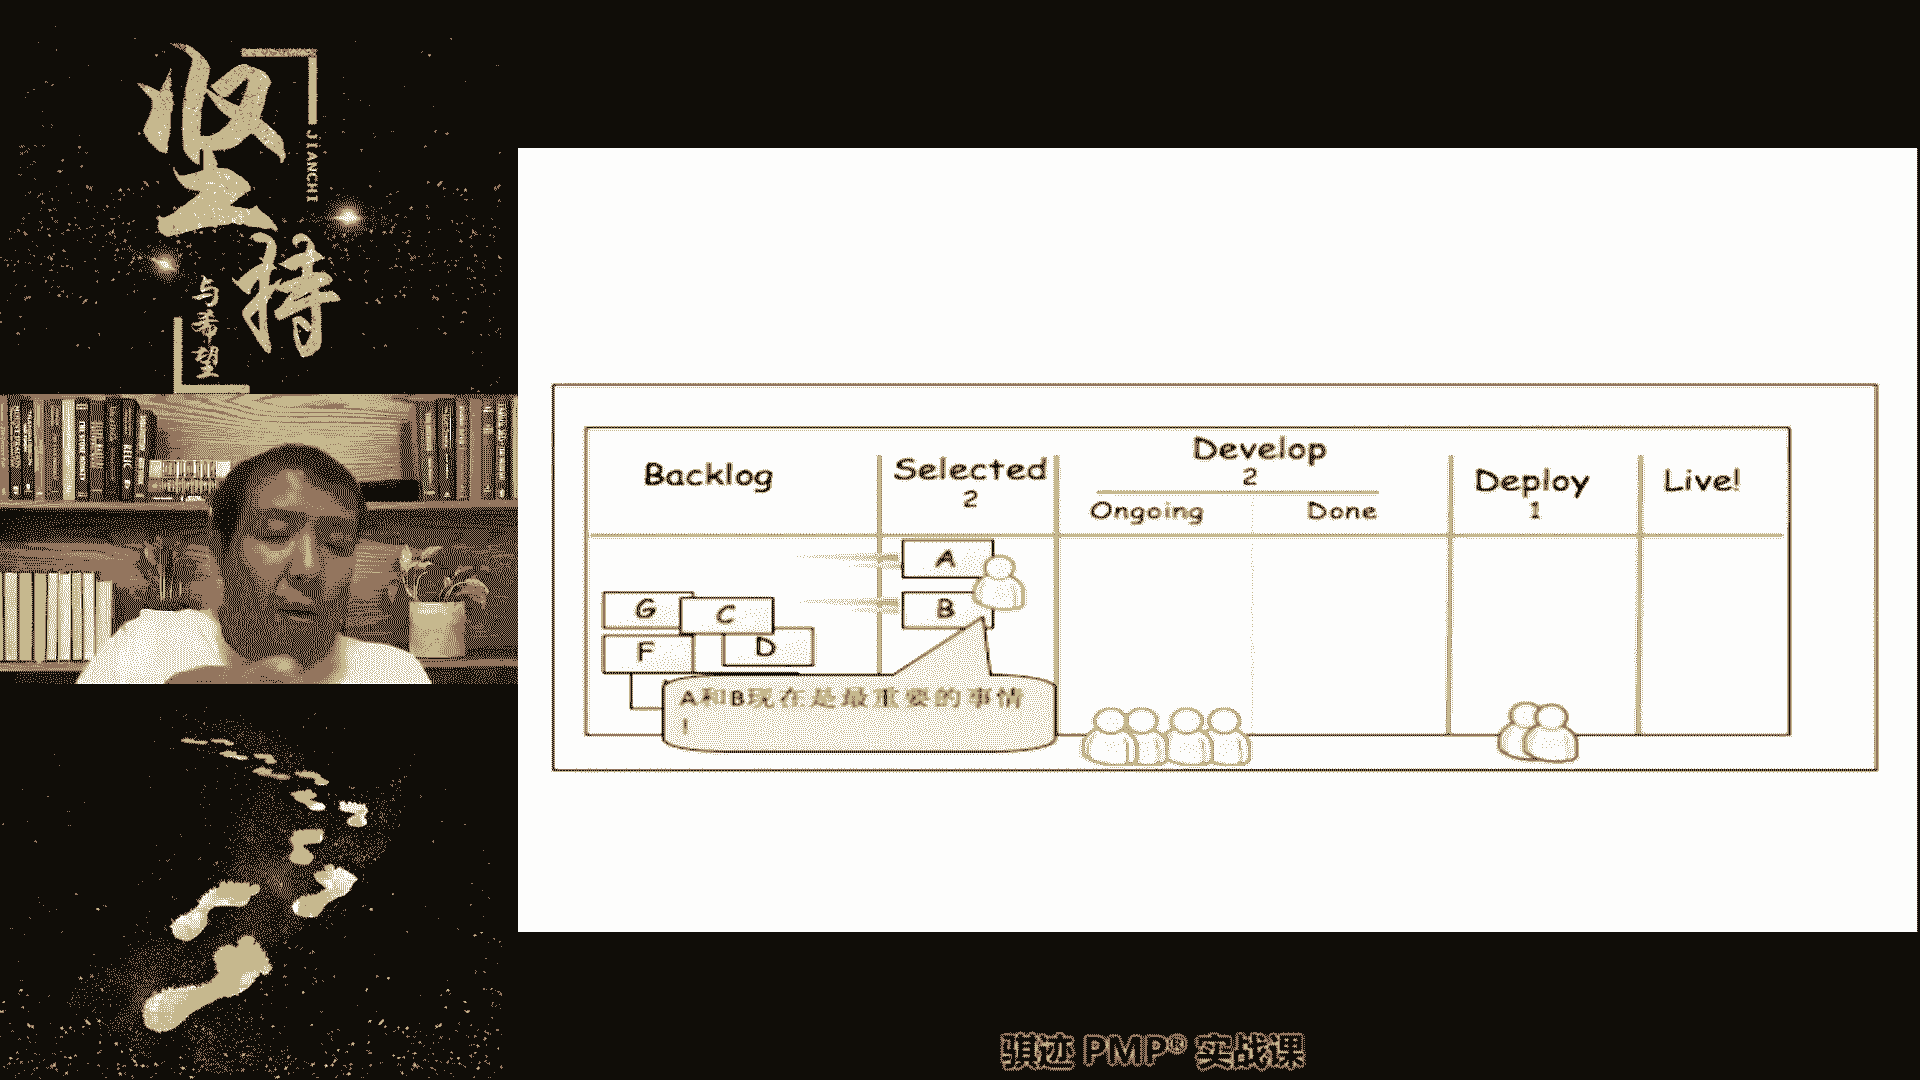 坚持
JIANCHI
与希望
Backlog
Selected
2
Develop
2
Ongoing
Done
Deploy
1
Live!
A
B
G
C
F
D
A和B现在是最重要的事情
!
骐迹 PMP® 实战课